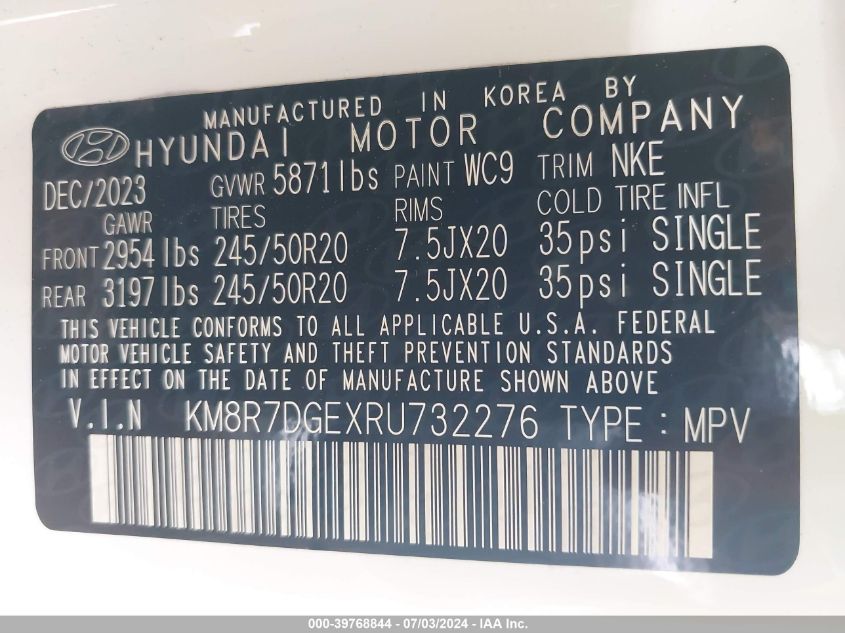 MANUFACTURED IN KOREA BY
HYUNDAI MOTOR COMPANY
DEC/2023 GVWR 5871lbs PAINT WC9 TRIM NKE
GAWR TIRES RIMS COLD TIRE INFL
FRONT 2954lbs 245/50R20 7.5JX20 35psi SINGLE
REAR 3197lbs 245/50R20 7.5JX20 35psi SINGLE
THIS VEHICLE CONFORMS TO ALL APPLICABLE U.S.A. FEDERAL
MOTOR VEHICLE SAFETY AND THEFT PREVENTION STANDARDS
IN EFFECT ON THE DATE OF MANUFACTURE SHOWN ABOVE
V.I.N KM8R7DGEXRU732276 TYPE : MPV
000-39768844 - 07/03/2024 - IAA Inc.